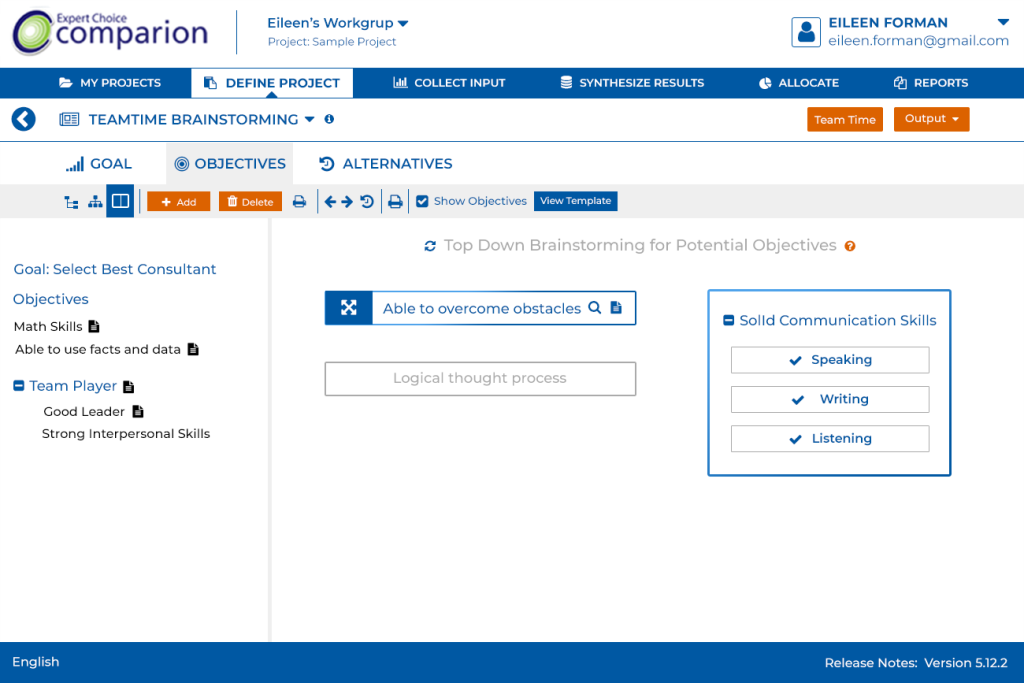 Expert Choice
comparion
Eileen’s Workgrup
Project: Sample Project
EILEEN FORMAN
eileen.forman@gmail.com
MY PROJECTS
DEFINE PROJECT
COLLECT INPUT
SYNTHESIZE RESULTS
ALLOCATE
REPORTS
TEAMTIME BRAINSTORMING
Team Time
Output
GOAL
OBJECTIVES
ALTERNATIVES
Add
Delete
Show Objectives
View Template
Goal: Select Best Consultant
Objectives
Math Skills
Able to use facts and data
Team Player
Good Leader
Strong Interpersonal Skills
Top Down Brainstorming for Potential Objectives
Able to overcome obstacles
Logical thought process
Solld Communication Skills
Speaking
Writing
Listening
English
Release Notes: Version 5.12.2